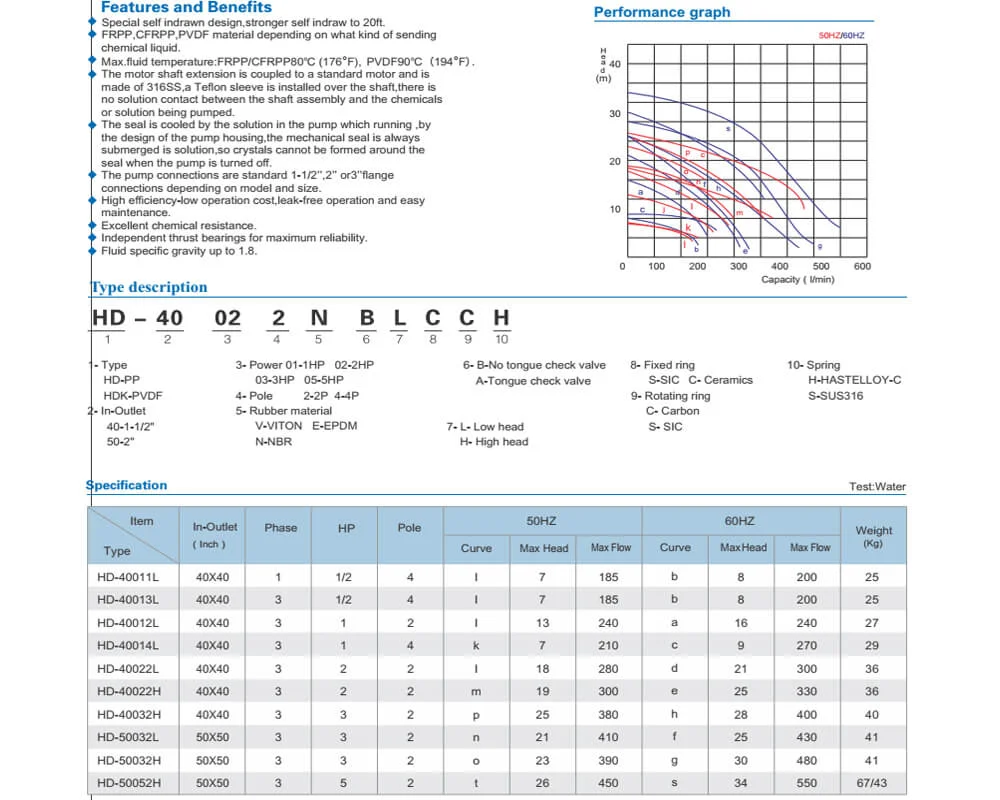 Features and Benefits
Special self indrawn design,stronger self indraw to 20ft.
FRPP,CFRPP,PVDF material depending on what kind of sending
chemical liquid.
Max.fluid temperature:FRPP/CFRPP80℃ (176°F), PVDF90℃ (194°F).
The motor shaft extension is coupled to a standard motor and is
made of 316SS,a Teflon sleeve is installed over the shaft,there is
no solution contact between the shaft assembly and the chemicals
or solution being pumped.
The seal is cooled by the solution in the pump which running ,by
the design of the pump housing,the mechanical seal is always
submerged is solution,so crystals cannot be formed around the
seal when the pump is turned off.
The pump connections are standard 1-1/2",2" or3"flange
connections depending on model and size.
High efficiency-low operation cost,leak-free operation and easy
maintenance.
Excellent chemical resistance.
Independent thrust bearings for maximum reliability.
Fluid specific gravity up to 1.8.
Performance graph
50HZ/60HZ
Head
(m)
40
30
20
10
s
p c
o
n f h
a d
c j l m
k
i b e g
0 100 200 300 400 500 600
Capacity ( l/min)
Type description
HD – 40 02 2 N B L C C H
1 2 3 4 5 6 7 8 9 10
1- Type
HD-PP
HDK-PVDF
2- In-Outlet
40-1-1/2"
50-2"
3- Power 01-1HP 02-2HP
03-3HP 05-5HP
4- Pole 2-2P 4-4P
5- Rubber material
V-VITON E-EPDM
N-NBR
6- B-No tongue check valve
A-Tongue check valve
7- L- Low head
H- High head
8- Fixed ring
S-SIC C- Ceramics
9- Rotating ring
C- Carbon
S- SIC
10- Spring
H-HASTELLOY-C
S-SUS316
Specification
Test:Water
Item Type In-Outlet ( Inch ) Phase HP Pole 50HZ 60HZ Weight (Kg)
Curve Max Head Max Flow Curve MaxHead Max Flow
HD-40011L 40X40 1 1/2 4 l 7 185 b 8 200 25
HD-40013L 40X40 3 1/2 4 l 7 185 b 8 200 25
HD-40012L 40X40 3 1 2 l 13 240 a 16 240 27
HD-40014L 40X40 3 1 4 k 7 210 c 9 270 29
HD-40022L 40X40 3 2 2 l 18 280 d 21 300 36
HD-40022H 40X40 3 2 2 m 19 300 e 25 330 36
HD-40032H 40X40 3 3 2 p 25 380 h 28 400 40
HD-50032L 50X50 3 3 2 n 21 410 f 25 430 41
HD-50032H 50X50 3 3 2 o 23 390 g 30 480 41
HD-50052H 50X50 3 5 2 t 26 450 s 34 550 67/43